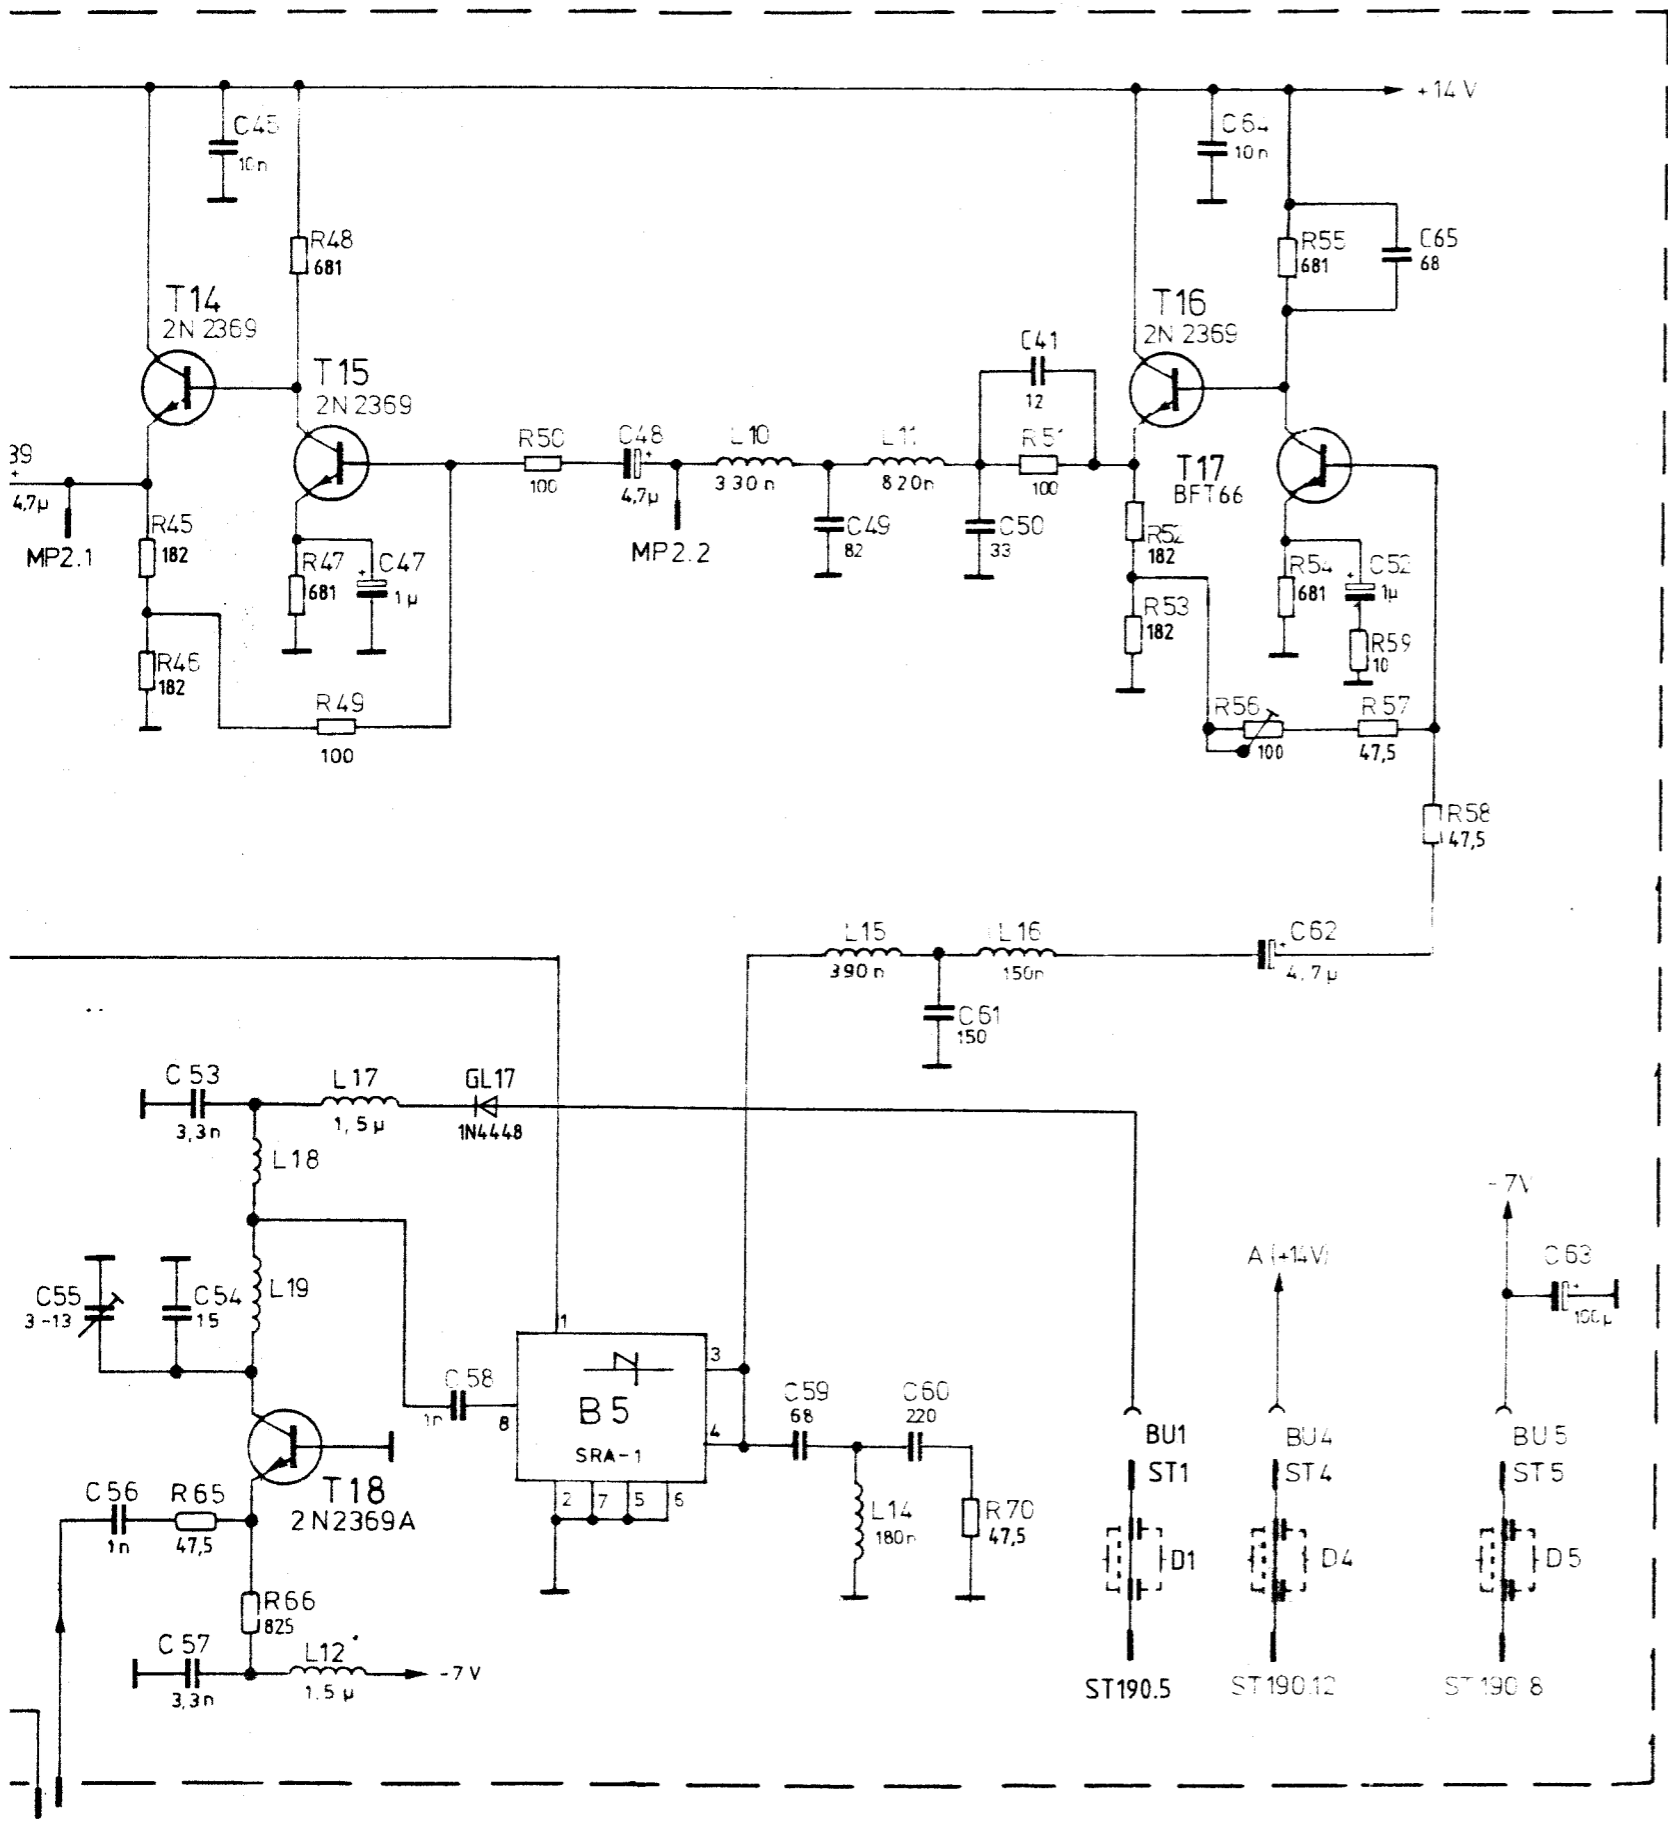 +14 V
C45
10n
C64
10n
R48
681
R55
681
C65
68
T14
2N 2369
T16
2N 2369
C41
12
T15
2N 2369
39
+
4,7µ
R50
100
C48
+
4,7µ
L10
330n
L11
820n
R51
100
T17
BFT66
MP2.1
R45
182
R47
681
C47
+
1µ
MP2.2
C49
82
C50
33
R52
182
R54
681
C52
+
1µ
R53
182
R59
10
R46
182
R49
100
R56
100
R57
47,5
R58
47,5
L15
390n
L16
150n
C62
+
4,7µ
C61
150
C 53
3,3n
L17
1,5µ
GL17
1N4448
L18
-7V
A (+14V)
C55
3-13
C54
15
L19
C63
+
100µ
1
3
C 58
1n
8
B5
SRA-1
4
C59
68
C60
220
BU1
ST1
BU4
ST4
BU5
ST5
2 7 5 6
C56
1n
R65
47,5
T18
2N2369A
L14
180n
R70
47,5
D1
D4
D5
R66
825
C 57
3,3n
L12
1,5µ
-7V
ST190.5
ST190.12
ST190 8